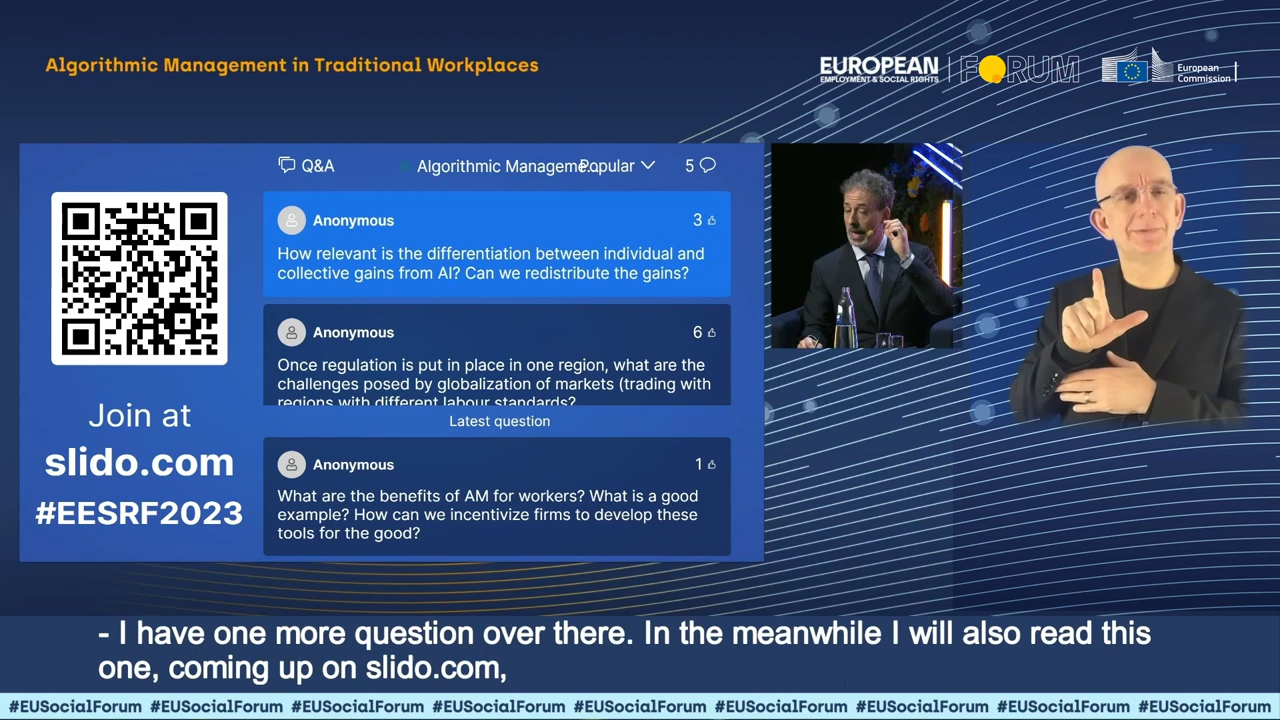 Algorithmic Management in Traditional Workplaces
EUROPEAN
EMPLOYMENT & SOCIAL RIGHTS
FORUM
European
Commission
Q&A
Algorithmic Manageme...
Popular
5
Anonymous
3
How relevant is the differentiation between individual and
collective gains from AI? Can we redistribute the gains?
Anonymous
6
Once regulation is put in place in one region, what are the
challenges posed by globalization of markets (trading with
regions with different labour standards?
Latest question
Anonymous
1
What are the benefits of AM for workers? What is a good
example? How can we incentivize firms to develop these
tools for the good?
Join at
slido.com
#EESRF2023
- I have one more question over there. In the meanwhile I will also read this
one, coming up on slido.com,
#EUSocialForum #EUSocialForum #EUSocialForum #EUSocialForum #EUSocialForum #EUSocialForum #EUSocialForum #EUSocialForum #EUSocialForum